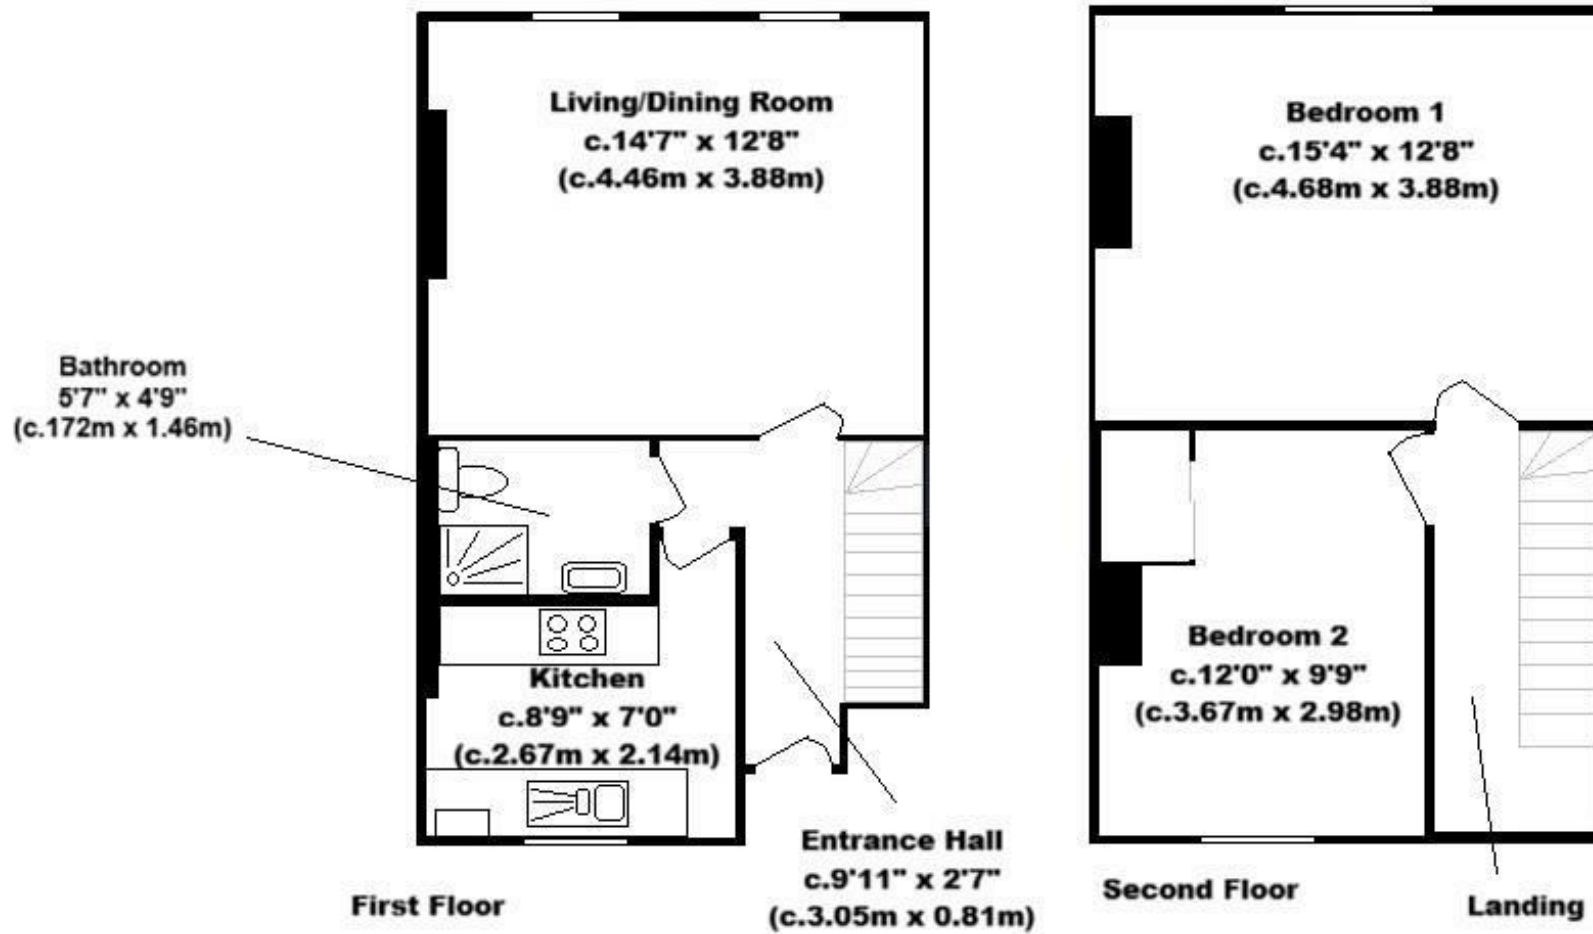 Living/Dining Room
c.14'7" x 12'8"
(c.4.46m x 3.88m)
Bathroom
5'7" x 4'9"
(c.172m x 1.46m)
Kitchen
c.8'9" x 7'0"
(c.2.67m x 2.14m)
Entrance Hall
c.9'11" x 2'7"
(c.3.05m x 0.81m)
First Floor
Bedroom 1
c.15'4" x 12'8"
(c.4.68m x 3.88m)
Bedroom 2
c.12'0" x 9'9"
(c.3.67m x 2.98m)
Second Floor
Landing